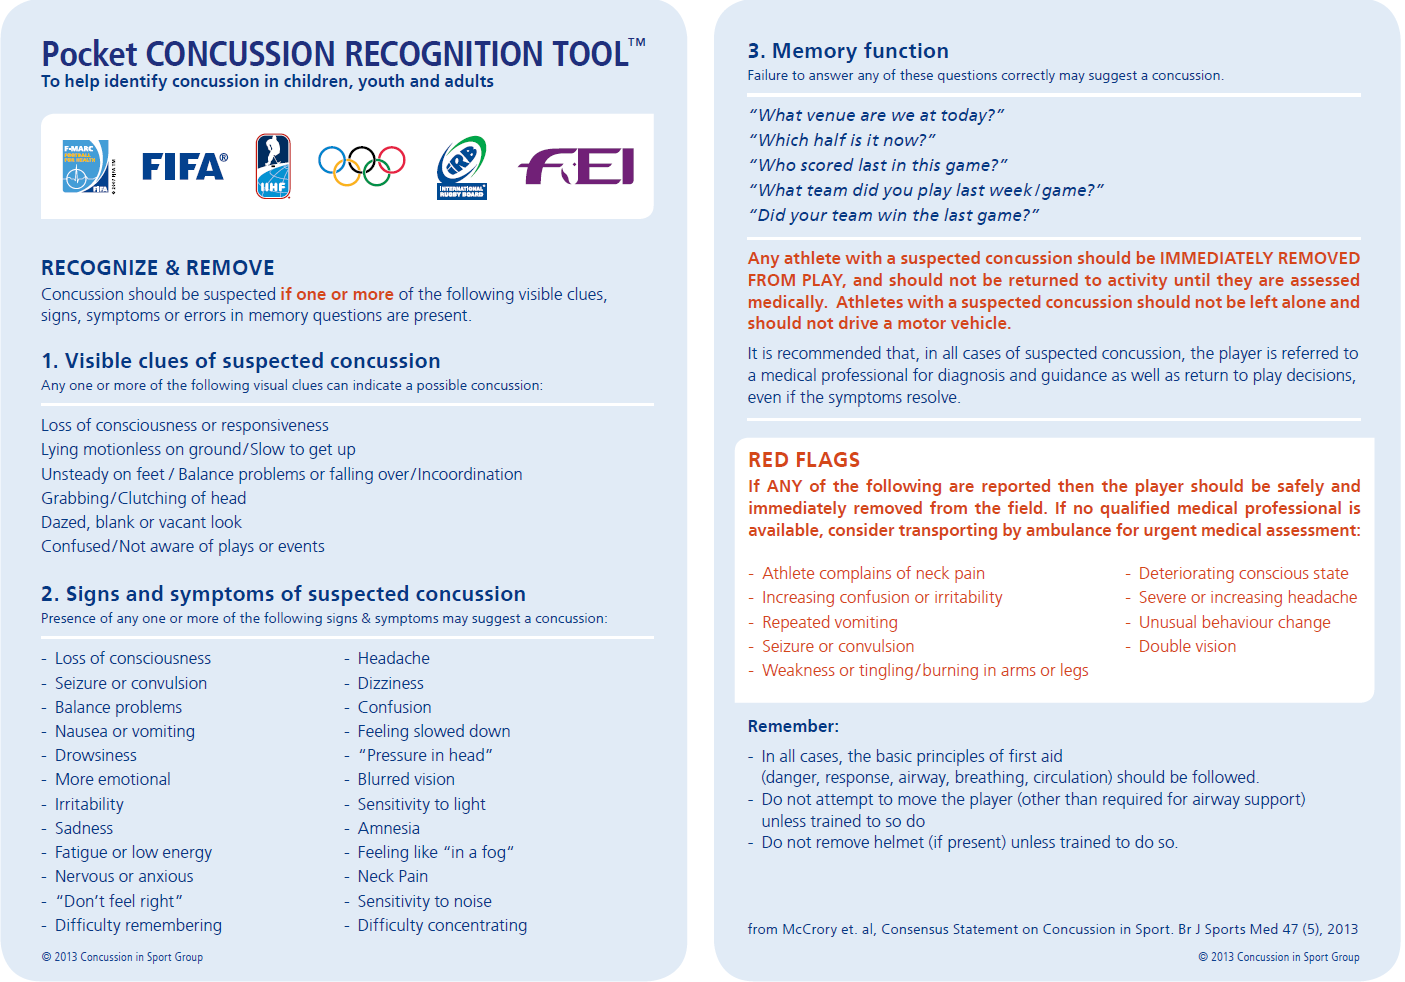 Pocket CONCUSSION RECOGNITION TOOL™
To help identify concussion in children, youth and adults
F-MARC
FOOTBALL
FOR HEALTH
FIFA
© 2007 FIFA TM
FIFA®
IIHF
iRB
INTERNATIONAL
RUGBY BOARD
FEI
RECOGNIZE & REMOVE
Concussion should be suspected if one or more of the following visible clues,
signs, symptoms or errors in memory questions are present.
1. Visible clues of suspected concussion
Any one or more of the following visual clues can indicate a possible concussion:
Loss of consciousness or responsiveness
Lying motionless on ground/Slow to get up
Unsteady on feet / Balance problems or falling over/Incoordination
Grabbing/Clutching of head
Dazed, blank or vacant look
Confused/Not aware of plays or events
2. Signs and symptoms of suspected concussion
Presence of any one or more of the following signs & symptoms may suggest a concussion:
- Loss of consciousness
- Seizure or convulsion
- Balance problems
- Nausea or vomiting
- Drowsiness
- More emotional
- Irritability
- Sadness
- Fatigue or low energy
- Nervous or anxious
- “Don’t feel right”
- Difficulty remembering
- Headache
- Dizziness
- Confusion
- Feeling slowed down
- “Pressure in head“
- Blurred vision
- Sensitivity to light
- Amnesia
- Feeling like “in a fog“
- Neck Pain
- Sensitivity to noise
- Difficulty concentrating
© 2013 Concussion in Sport Group
3. Memory function
Failure to answer any of these questions correctly may suggest a concussion.
“What venue are we at today?”
“Which half is it now?”
“Who scored last in this game?”
“What team did you play last week/game?”
“Did your team win the last game?”
Any athlete with a suspected concussion should be IMMEDIATELY REMOVED
FROM PLAY, and should not be returned to activity until they are assessed
medically. Athletes with a suspected concussion should not be left alone and
should not drive a motor vehicle.
It is recommended that, in all cases of suspected concussion, the player is referred to
a medical professional for diagnosis and guidance as well as return to play decisions,
even if the symptoms resolve.
RED FLAGS
If ANY of the following are reported then the player should be safely and
immediately removed from the field. If no qualified medical professional is
available, consider transporting by ambulance for urgent medical assessment:
- Athlete complains of neck pain
- Increasing confusion or irritability
- Repeated vomiting
- Seizure or convulsion
- Weakness or tingling/burning in arms or legs
- Deteriorating conscious state
- Severe or increasing headache
- Unusual behaviour change
- Double vision
Remember:
- In all cases, the basic principles of first aid
(danger, response, airway, breathing, circulation) should be followed.
- Do not attempt to move the player (other than required for airway support)
unless trained to so do
- Do not remove helmet (if present) unless trained to do so.
from McCrory et. al, Consensus Statement on Concussion in Sport. Br J Sports Med 47 (5), 2013
© 2013 Concussion in Sport Group